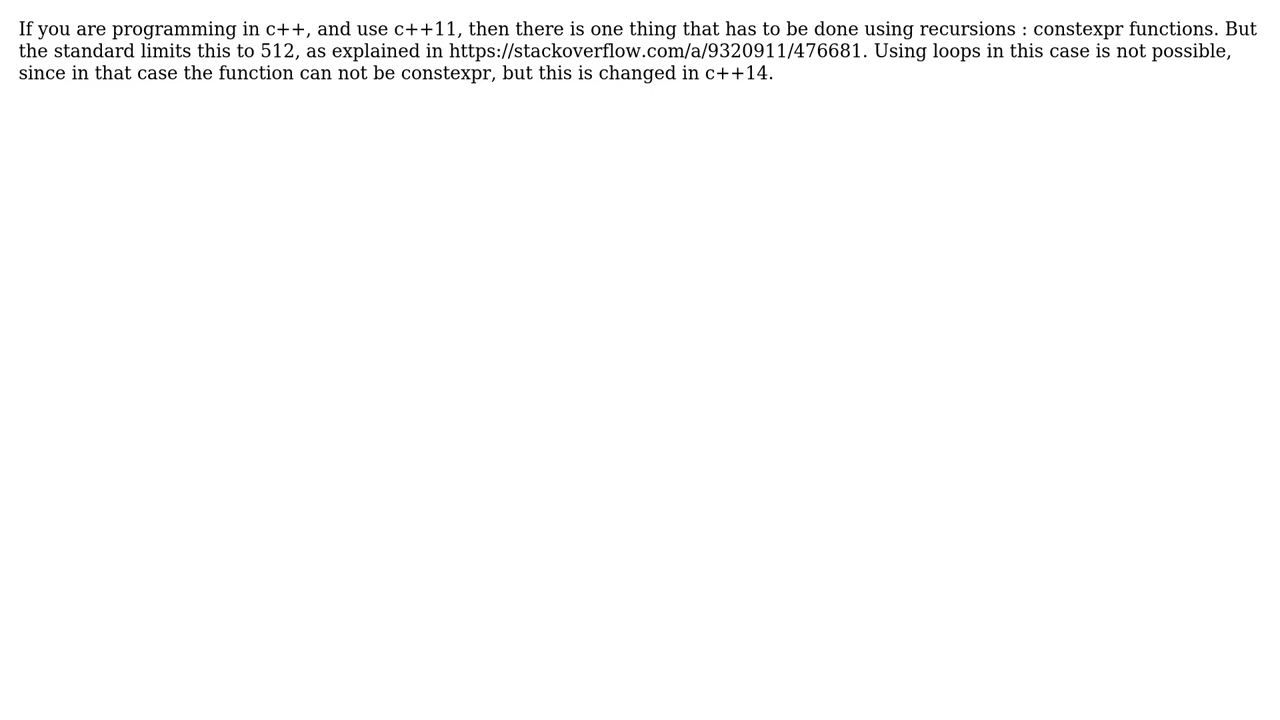 If you are programming in c++, and use c++11, then there is one thing that has to be done using recursions : constexpr functions. But
the standard limits this to 512, as explained in https://stackoverflow.com/a/9320911/476681. Using loops in this case is not possible,
since in that case the function can not be constexpr, but this is changed in c++14.